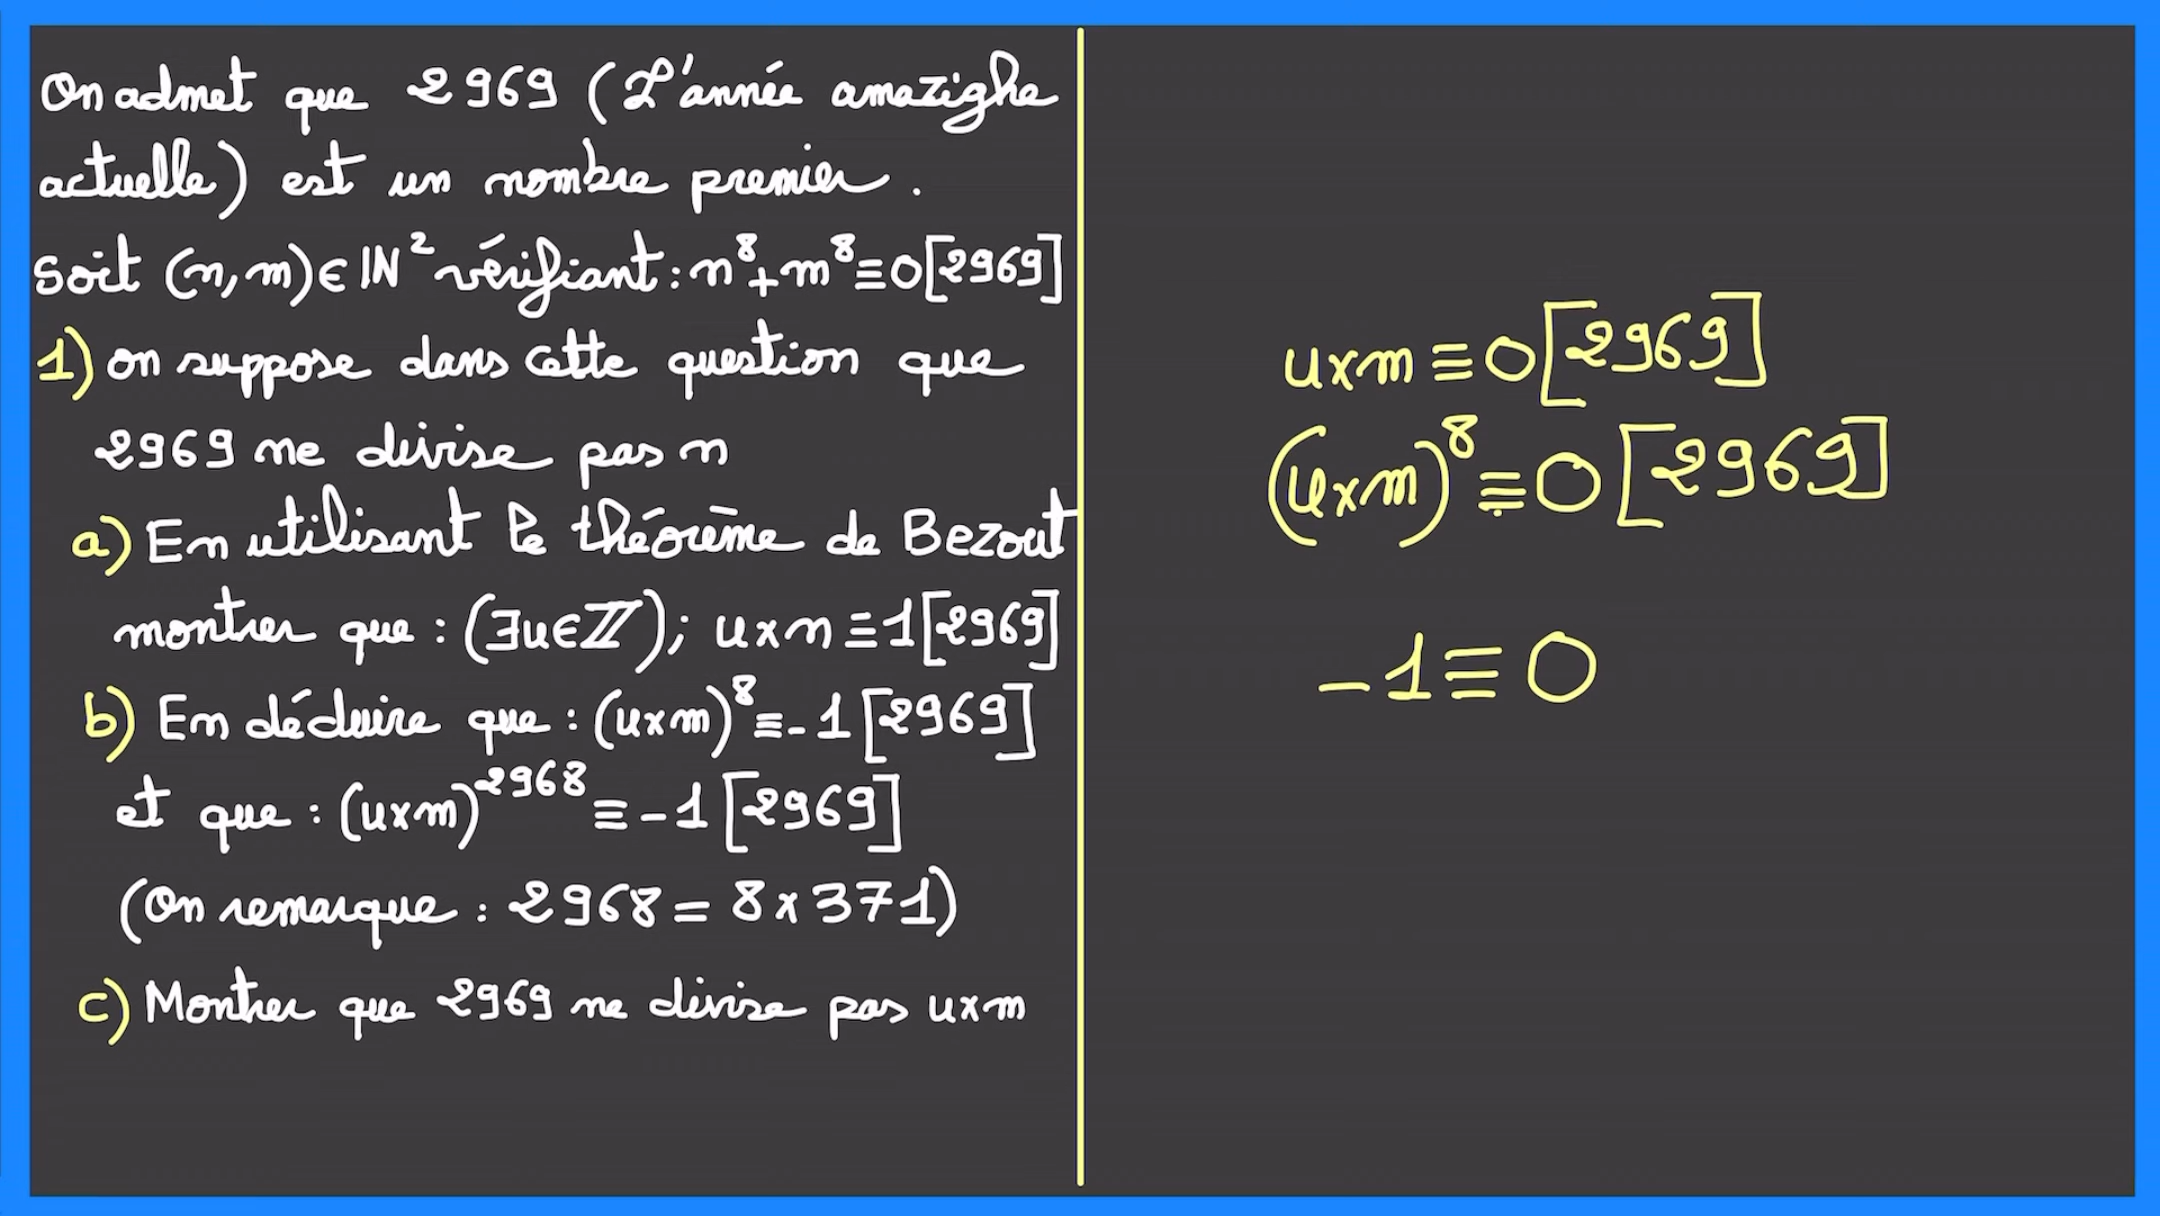 On admet que 2969 (L'année amazighe
actuelle) est un nombre premier.
Soit (n,m)∈ℕ² vérifiant : n⁸+m⁸≡0[2969]
1) on suppose dans cette question que
2969 ne divise pas n
a) En utilisant le théorème de Bezout
montrer que : (∃u∈ℤ); u×n≡1[2969]
b) En déduire que : (u×m)⁸≡-1[2969]
et que : (u×m)²⁹⁶⁸≡-1[2969]
(On remarque : 2968 = 8×371)
c) Montrer que 2969 ne divise pas u×m
u×m≡0[2969]
(u×m)⁸≡0[2969]
-1≡0